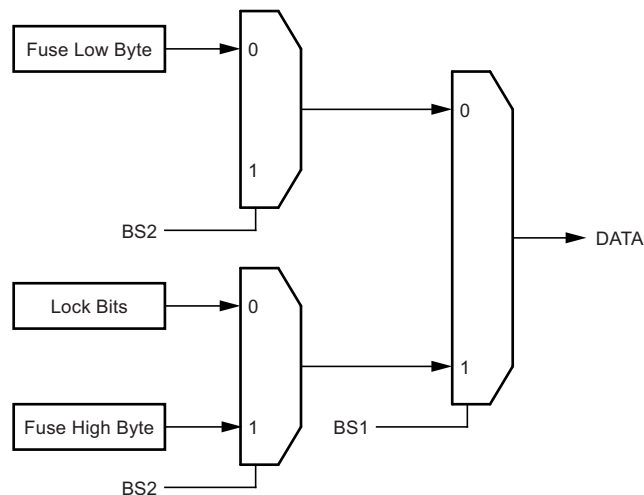 Fuse Low Byte
0
0
1
BS2
DATA
Lock Bits
0
1
Fuse High Byte
1
BS1
BS2